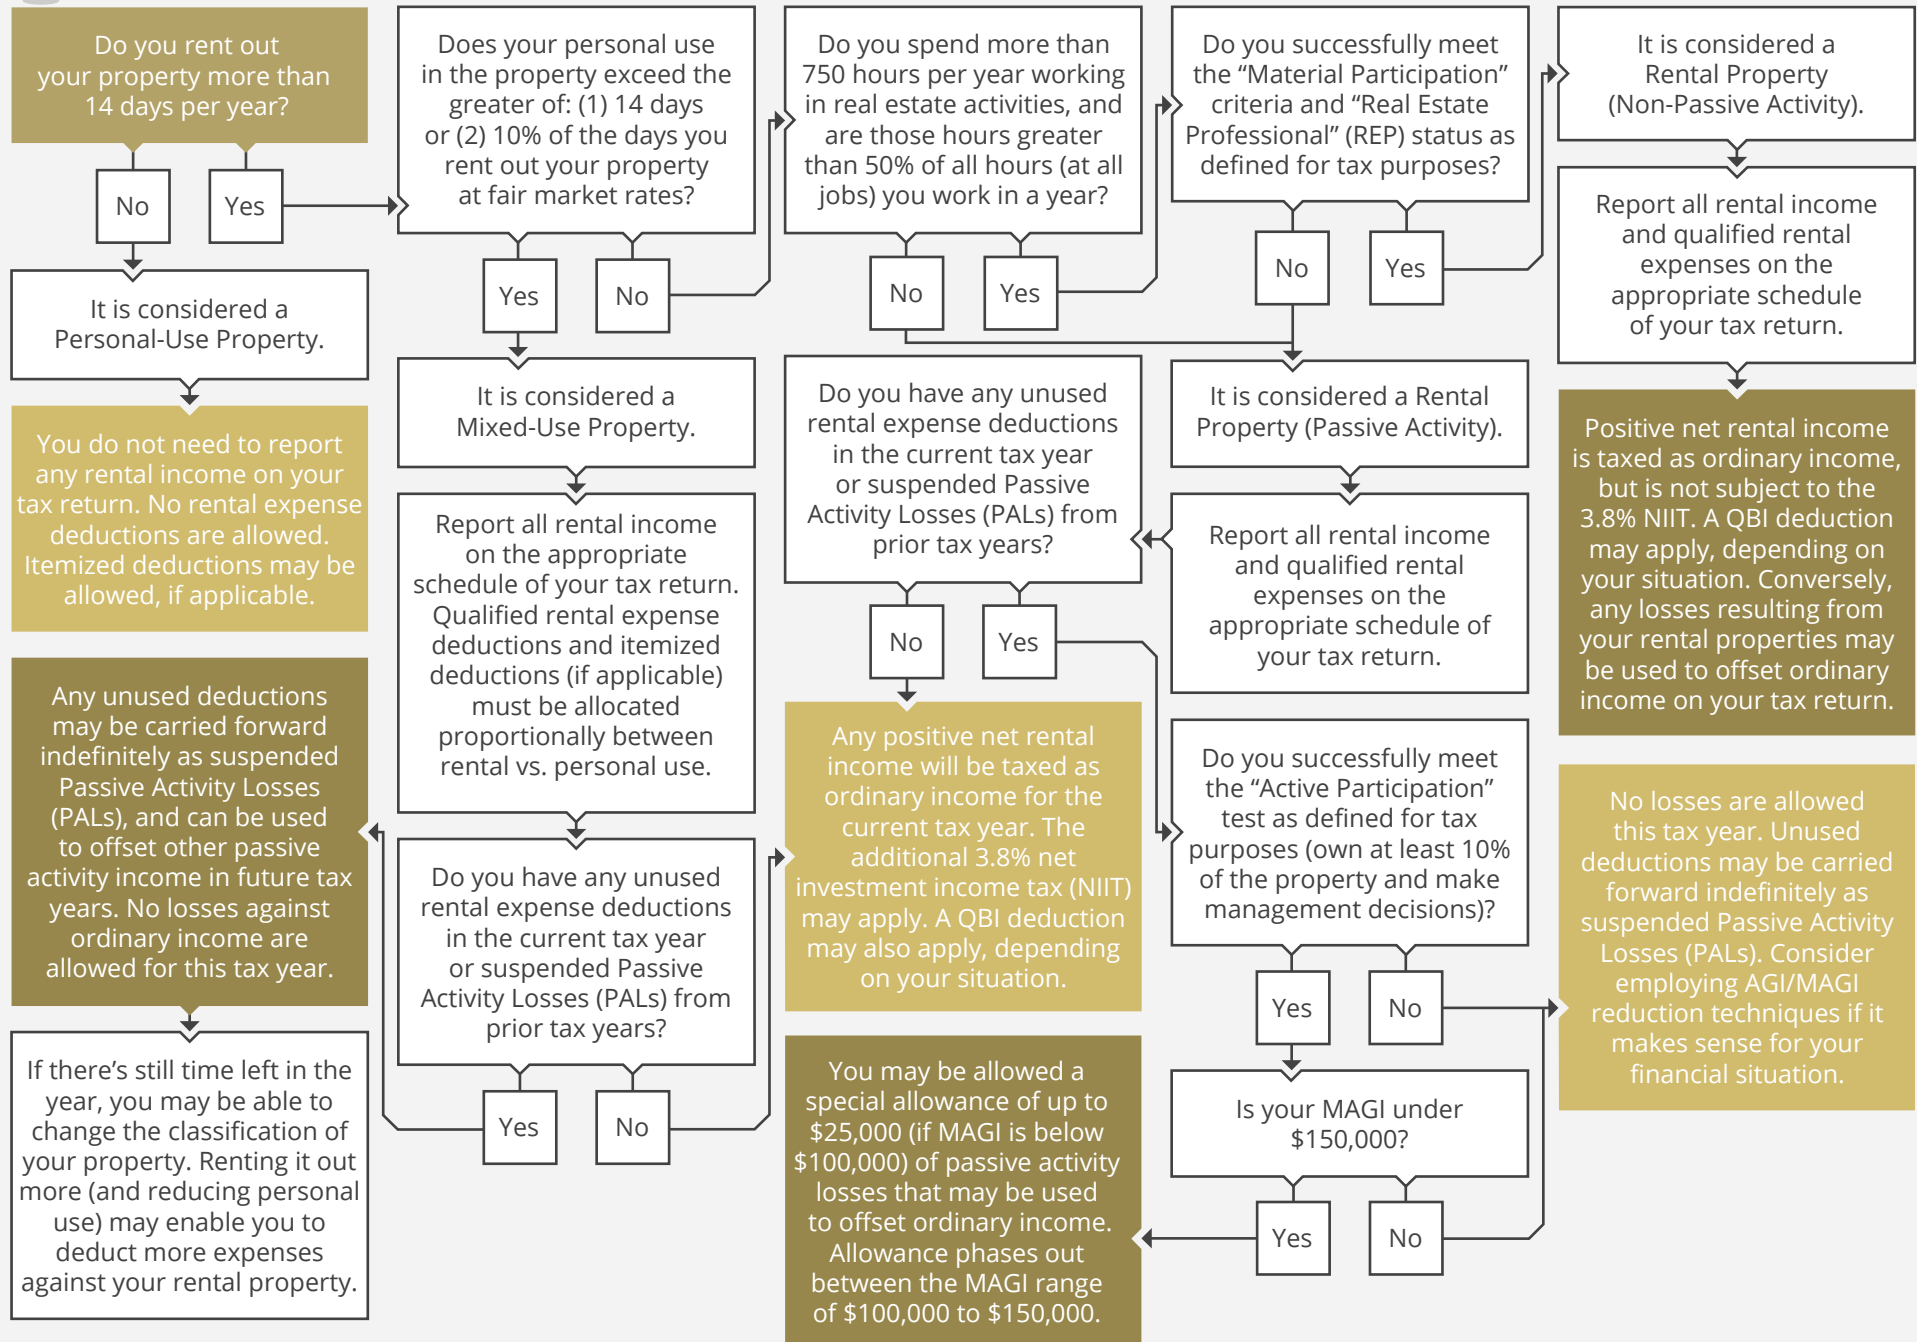 Do you rent out
your property more than
14 days per year?
No
Yes
It is considered a
Personal-Use Property.
You do not need to report
any rental income on your
tax return. No rental expense
deductions are allowed.
Itemized deductions may be
allowed, if applicable.
Any unused deductions
may be carried forward
indefinitely as suspended
Passive Activity Losses
(PALs), and can be used
to offset other passive
activity income in future tax
years. No losses against
ordinary income are
allowed for this tax year.
If there’s still time left in the
year, you may be able to
change the classification of
your property. Renting it out
more (and reducing personal
use) may enable you to
deduct more expenses
against your rental property.
Does your personal use
in the property exceed the
greater of: (1) 14 days
or (2) 10% of the days you
rent out your property
at fair market rates?
Yes
No
It is considered a
Mixed-Use Property.
Report all rental income
on the appropriate
schedule of your tax return.
Qualified rental expense
deductions and itemized
deductions (if applicable)
must be allocated
proportionally between
rental vs. personal use.
Do you have any unused
rental expense deductions
in the current tax year
or suspended Passive
Activity Losses (PALs) from
prior tax years?
Yes
No
Do you spend more than
750 hours per year working
in real estate activities, and
are those hours greater
than 50% of all hours (at all
jobs) you work in a year?
No
Yes
Do you have any unused
rental expense deductions
in the current tax year
or suspended Passive
Activity Losses (PALs) from
prior tax years?
No
Yes
Any positive net rental
income will be taxed as
ordinary income for the
current tax year. The
additional 3.8% net
investment income tax (NIIT)
may apply. A QBI deduction
may also apply, depending
on your situation.
You may be allowed a
special allowance of up to
$25,000 (if MAGI is below
$100,000) of passive activity
losses that may be used
to offset ordinary income.
Allowance phases out
between the MAGI range
of $100,000 to $150,000.
Do you successfully meet
the “Material Participation”
criteria and “Real Estate
Professional” (REP) status as
defined for tax purposes?
No
Yes
It is considered a Rental
Property (Passive Activity).
Report all rental income
and qualified rental
expenses on the
appropriate schedule of
your tax return.
Do you successfully meet
the “Active Participation”
test as defined for tax
purposes (own at least 10%
of the property and make
management decisions)?
Yes
No
Is your MAGI under
$150,000?
Yes
No
It is considered a
Rental Property
(Non-Passive Activity).
Report all rental income
and qualified rental
expenses on the
appropriate schedule
of your tax return.
Positive net rental income
is taxed as ordinary income,
but is not subject to the
3.8% NIIT. A QBI deduction
may apply, depending on
your situation. Conversely,
any losses resulting from
your rental properties may
be used to offset ordinary
income on your tax return.
No losses are allowed
this tax year. Unused
deductions may be carried
forward indefinitely as
suspended Passive Activity
Losses (PALs). Consider
employing AGI/MAGI
reduction techniques if it
makes sense for your
financial situation.